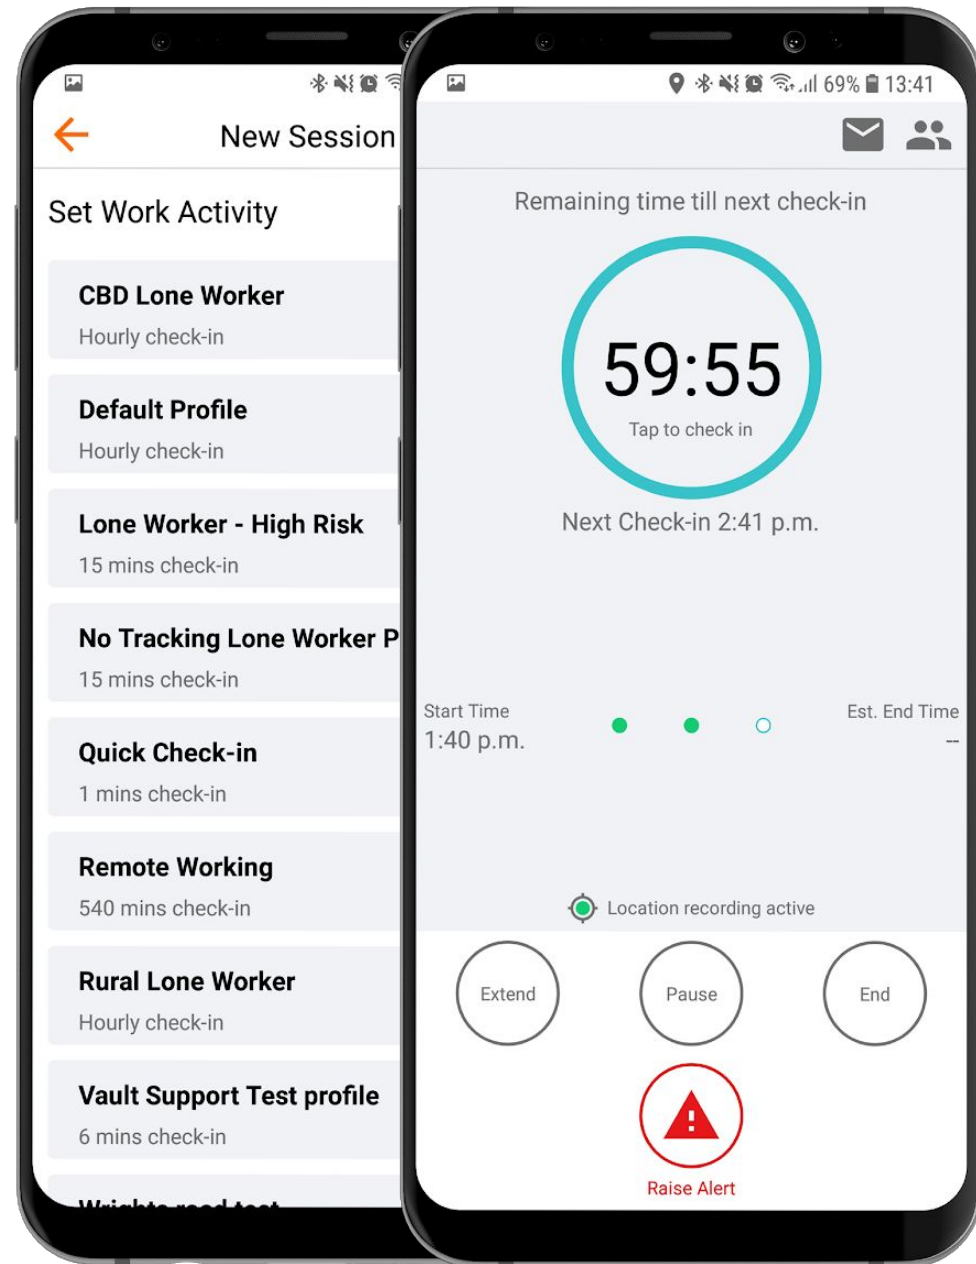 New Session
Set Work Activity
CBD Lone Worker
Hourly check-in
Default Profile
Hourly check-in
Lone Worker - High Risk
15 mins check-in
No Tracking Lone Worker P
15 mins check-in
Quick Check-in
1 mins check-in
Remote Working
540 mins check-in
Rural Lone Worker
Hourly check-in
Vault Support Test profile
6 mins check-in
Wrights road test
69% 13:41
Remaining time till next check-in
59:55
Tap to check in
Next Check-in 2:41 p.m.
Start Time
1:40 p.m.
Est. End Time
--
Location recording active
Extend
Pause
End
Raise Alert